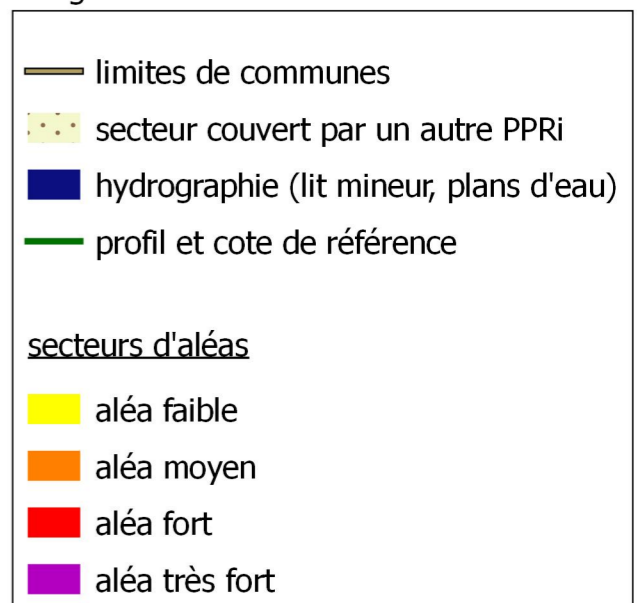 limites de communes
secteur couvert par un autre PPRi
hydrographie (lit mineur, plans d'eau)
profil et cote de référence
secteurs d'aléas
aléa faible
aléa moyen
aléa fort
aléa très fort